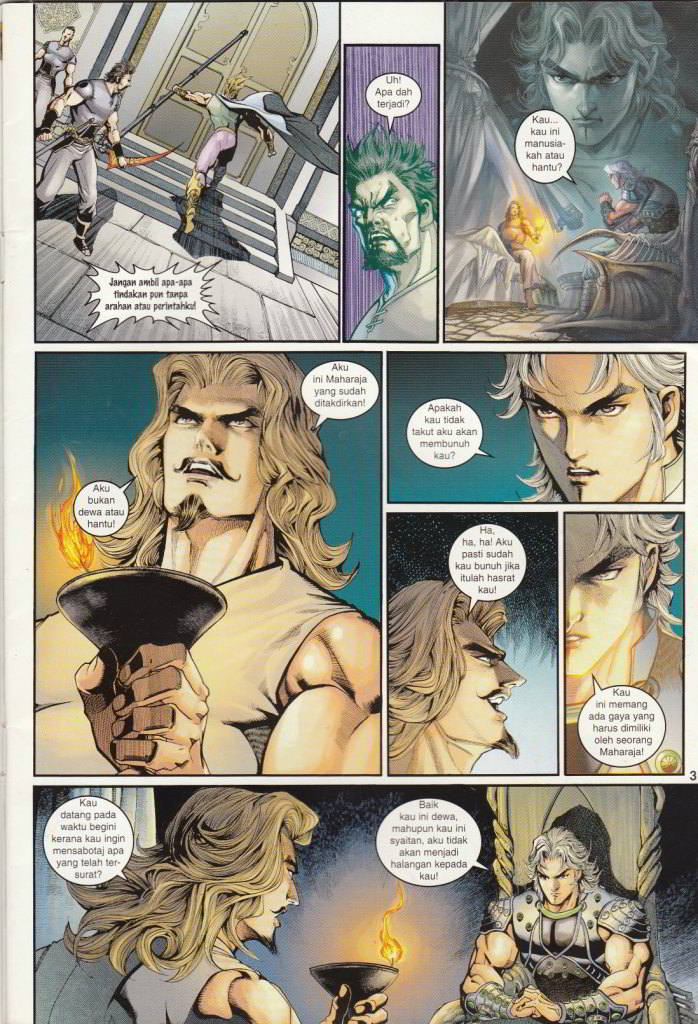 Jangan ambil apa-apa
tindakan pun tanpa
arahan atau perintahku!
Uh!
Apa dah
terjadi?
Kau...
kau ini
manusia-
kah atau
hantu?
Aku
ini Maharaja
yang sudah
ditakdirkan!
Aku
bukan
dewa atau
hantu!
Apakah
kau tidak
takut aku akan
membunuh
kau?
Ha,
ha, ha! Aku
pasti sudah
kau bunuh jika
itulah hasrat
kau!
Kau
ini memang
ada gaya yang
harus dimiliki
oleh seorang
Maharaja!
3
Kau
datang pada
waktu begini
kerana kau ingin
mensabotaj apa
yang telah ter-
surat?
Baik
kau ini dewa,
mahupun kau ini
syaitan, aku tidak
akan menjadi
halangan kepada
kau!